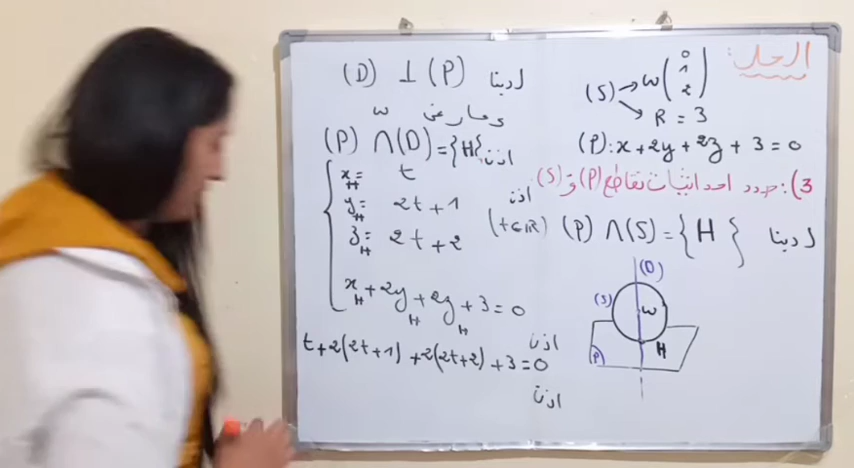 الحل:
(S) → ω (0 1 2)
→ R = 3
(P): x + 2y + 2z + 3 = 0
3): حدد احداثيات تقاطع (P) و (S)
لدينا (P) ∩ (S) = { H }
(D)
(S)
ω
H
P
لدينا (D) ⊥ (P)
ω
اذن (P) ∩ (D) = {H}
اذن
x_H = t
y_H = 2t + 1 (t ∈ ℝ)
z_H = 2t + 2
x_H + 2y_H + 2z_H + 3 = 0
اذن
t + 2(2t+1) + 2(2t+2) + 3 = 0
اذن